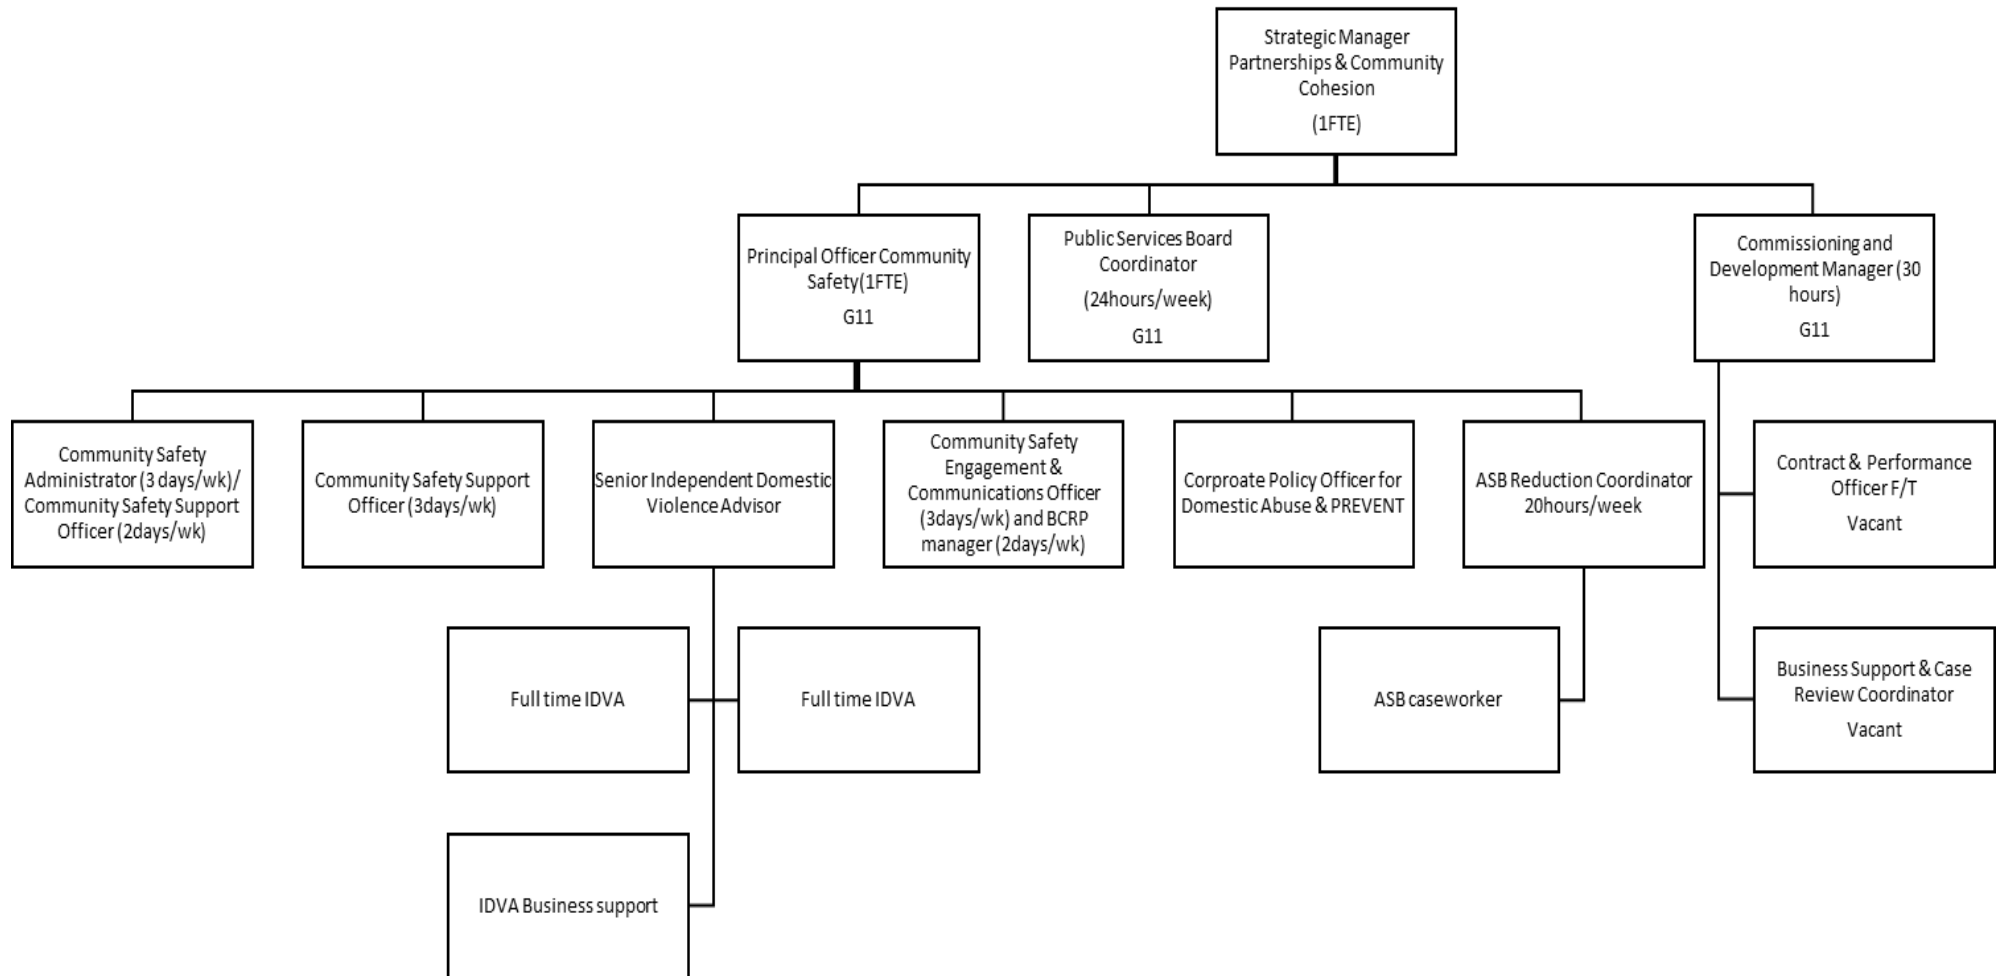 Strategic Manager
Partnerships & Community
Cohesion
(1FTE)
Principal Officer Community
Safety(1FTE)
G11
Public Services Board
Coordinator
(24hours/week)
G11
Commissioning and
Development Manager (30
hours)
G11
Community Safety
Administrator (3 days/wk)/
Community Safety Support
Officer (2days/wk)
Community Safety Support
Officer (3days/wk)
Senior Independent Domestic
Violence Advisor
Community Safety
Engagement &
Communications Officer
(3days/wk) and BCRP
manager (2days/wk)
Corproate Policy Officer for
Domestic Abuse & PREVENT
ASB Reduction Coordinator
20hours/week
Contract & Performance
Officer F/T
Vacant
Full time IDVA
Full time IDVA
ASB caseworker
Business Support & Case
Review Coordinator
Vacant
IDVA Business support